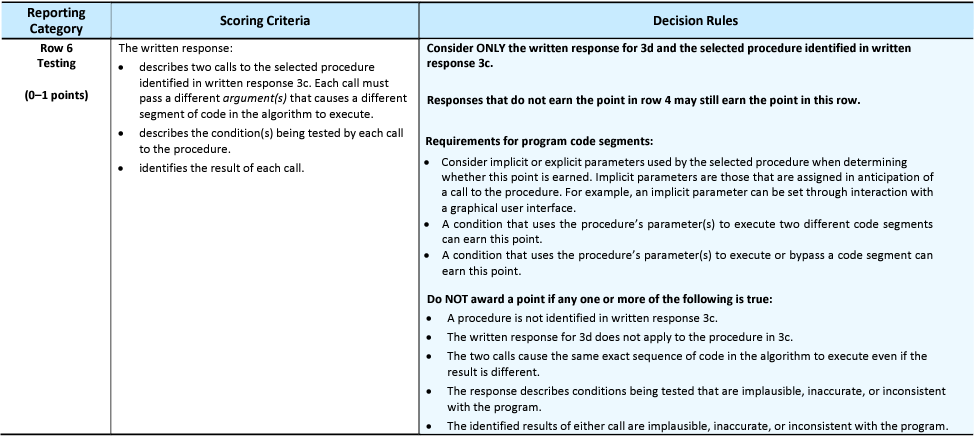 Reporting
Category
Scoring Criteria
Decision Rules
Row 6
Testing
(0–1 points)
The written response:
• describes two calls to the selected procedure
identified in written response 3c. Each call must
pass a different argument(s) that causes a different
segment of code in the algorithm to execute.
• describes the condition(s) being tested by each call
to the procedure.
• identifies the result of each call.
Consider ONLY the written response for 3d and the selected procedure identified in written
response 3c.
Responses that do not earn the point in row 4 may still earn the point in this row.
Requirements for program code segments:
• Consider implicit or explicit parameters used by the selected procedure when determining
whether this point is earned. Implicit parameters are those that are assigned in anticipation of
a call to the procedure. For example, an implicit parameter can be set through interaction with
a graphical user interface.
• A condition that uses the procedure's parameter(s) to execute two different code segments
can earn this point.
• A condition that uses the procedure's parameter(s) to execute or bypass a code segment can
earn this point.
Do NOT award a point if any one or more of the following is true:
• A procedure is not identified in written response 3c.
• The written response for 3d does not apply to the procedure in 3c.
• The two calls cause the same exact sequence of code in the algorithm to execute even if the
result is different.
• The response describes conditions being tested that are implausible, inaccurate, or inconsistent
with the program.
• The identified results of either call are implausible, inaccurate, or inconsistent with the program.